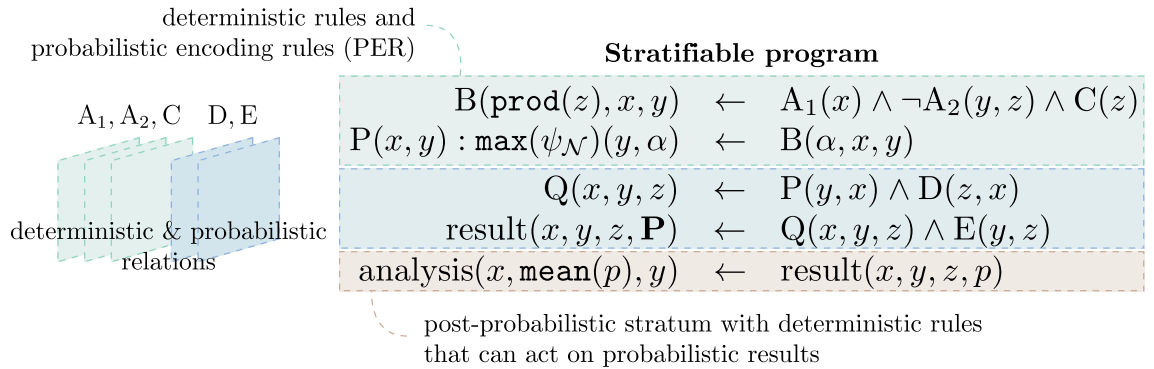 deterministic rules and
probabilistic encoding rules (PER)
Stratifiable program
A₁, A₂, C D, E
deterministic & probabilistic
relations
B(prod(z), x, y) ← A₁(x) ∧ ¬A₂(y, z) ∧ C(z)
P(x, y) : max(ψ_𝒩)(y, α) ← B(α, x, y)
Q(x, y, z) ← P(y, x) ∧ D(z, x)
result(x, y, z, P) ← Q(x, y, z) ∧ E(y, z)
analysis(x, mean(p), y) ← result(x, y, z, p)
post-probabilistic stratum with deterministic rules
that can act on probabilistic results